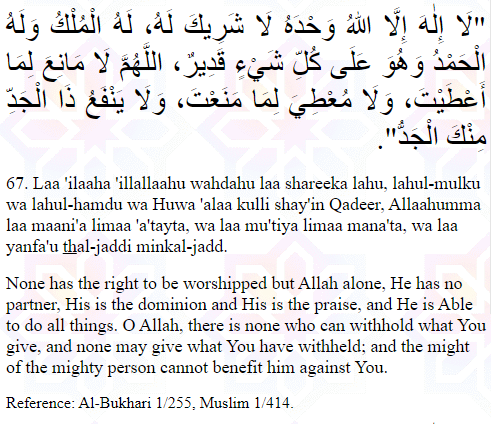 "لَا إِلٰهَ إِلَّا اللهُ وَحْدَهُ لَا شَرِيكَ لَهُ، لَهُ الْمُلْكُ وَلَهُ
الْحَمْدُ وَهُوَ عَلَى كُلِّ شَيْءٍ قَدِيرٌ، اللَّهُمَّ لَا مَانِعَ لِمَا
أَعْطَيْتَ، وَلَا مُعْطِيَ لِمَا مَنَعْتَ، وَلَا يَنْفَعُ ذَا الْجَدِّ
مِنْكَ الْجَدُّ".
67. Laa 'ilaaha 'illallaahu wahdahu laa shareeka lahu, lahul-mulku
wa lahul-hamdu wa Huwa 'alaa kulli shay'in Qadeer, Allaahumma
laa maani'a limaa 'a'tayta, wa laa mu'tiya limaa mana'ta, wa laa
yanfa'u thal-jaddi minkal-jadd.
None has the right to be worshipped but Allah alone, He has no
partner, His is the dominion and His is the praise, and He is Able
to do all things. O Allah, there is none who can withhold what You
give, and none may give what You have withheld; and the might
of the mighty person cannot benefit him against You.
Reference: Al-Bukhari 1/255, Muslim 1/414.